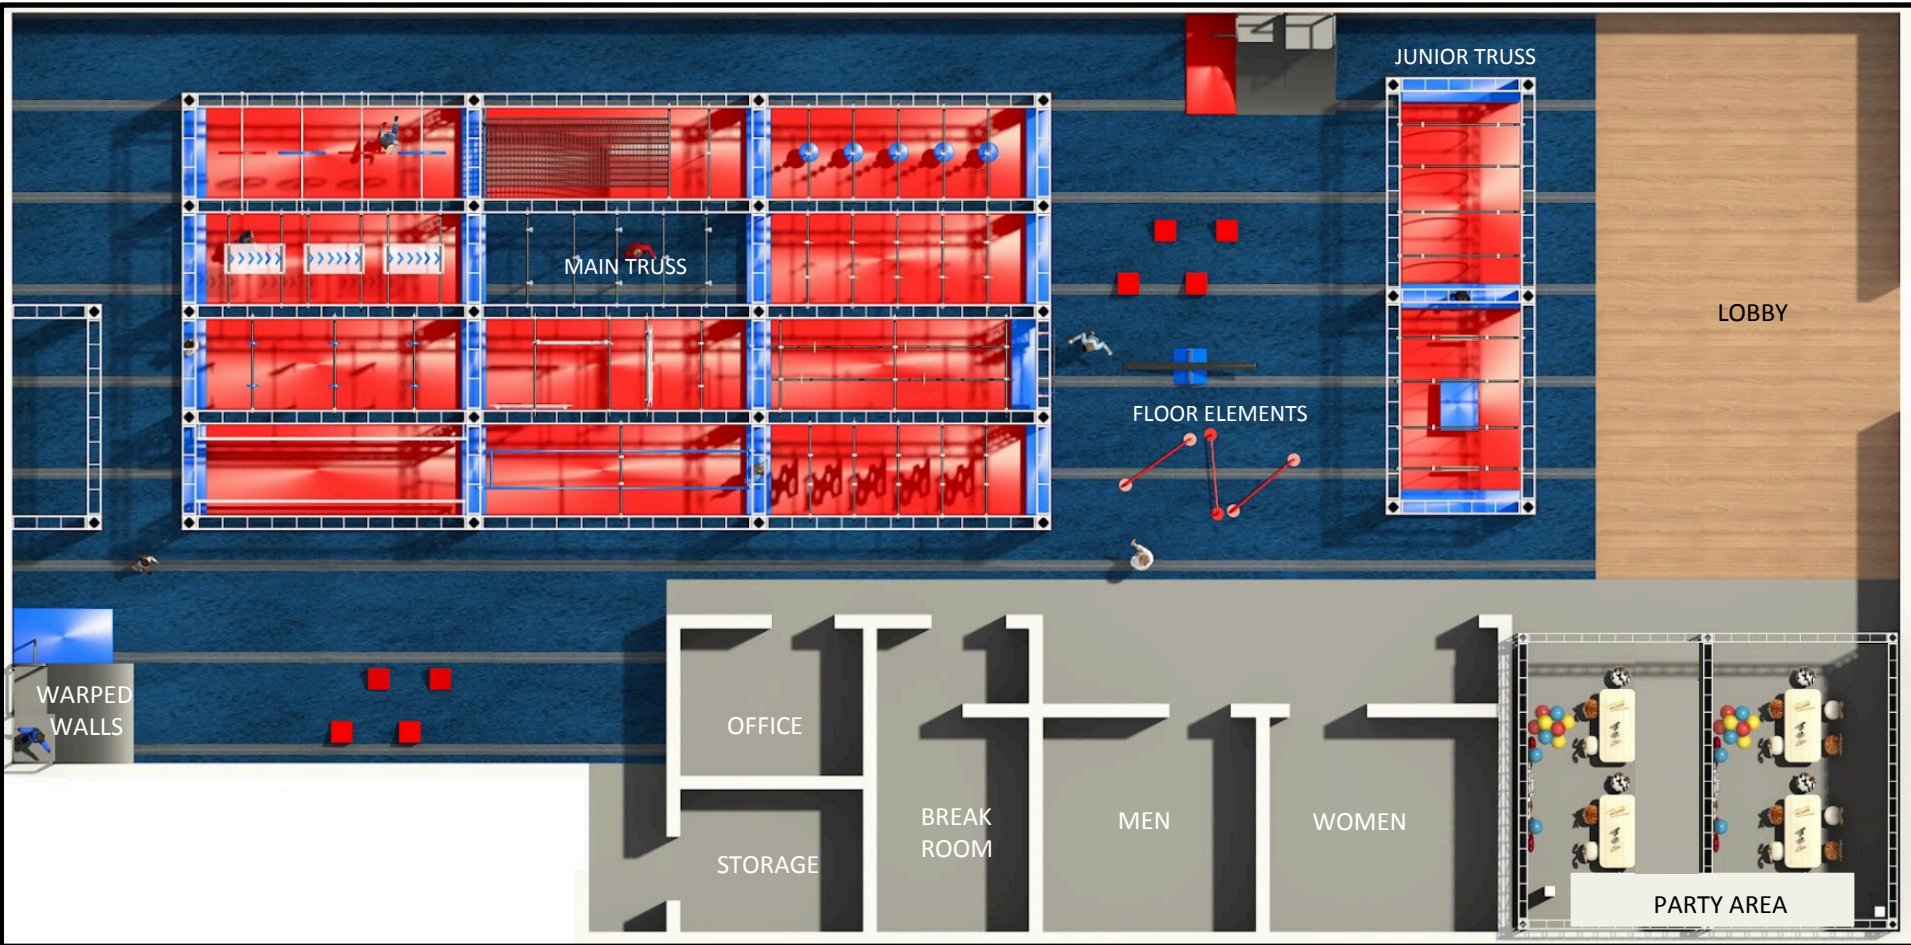 JUNIOR TRUSS
MAIN TRUSS
LOBBY
FLOOR ELEMENTS
WARPED
WALLS
OFFICE
BREAK
ROOM
MEN
WOMEN
STORAGE
PARTY AREA